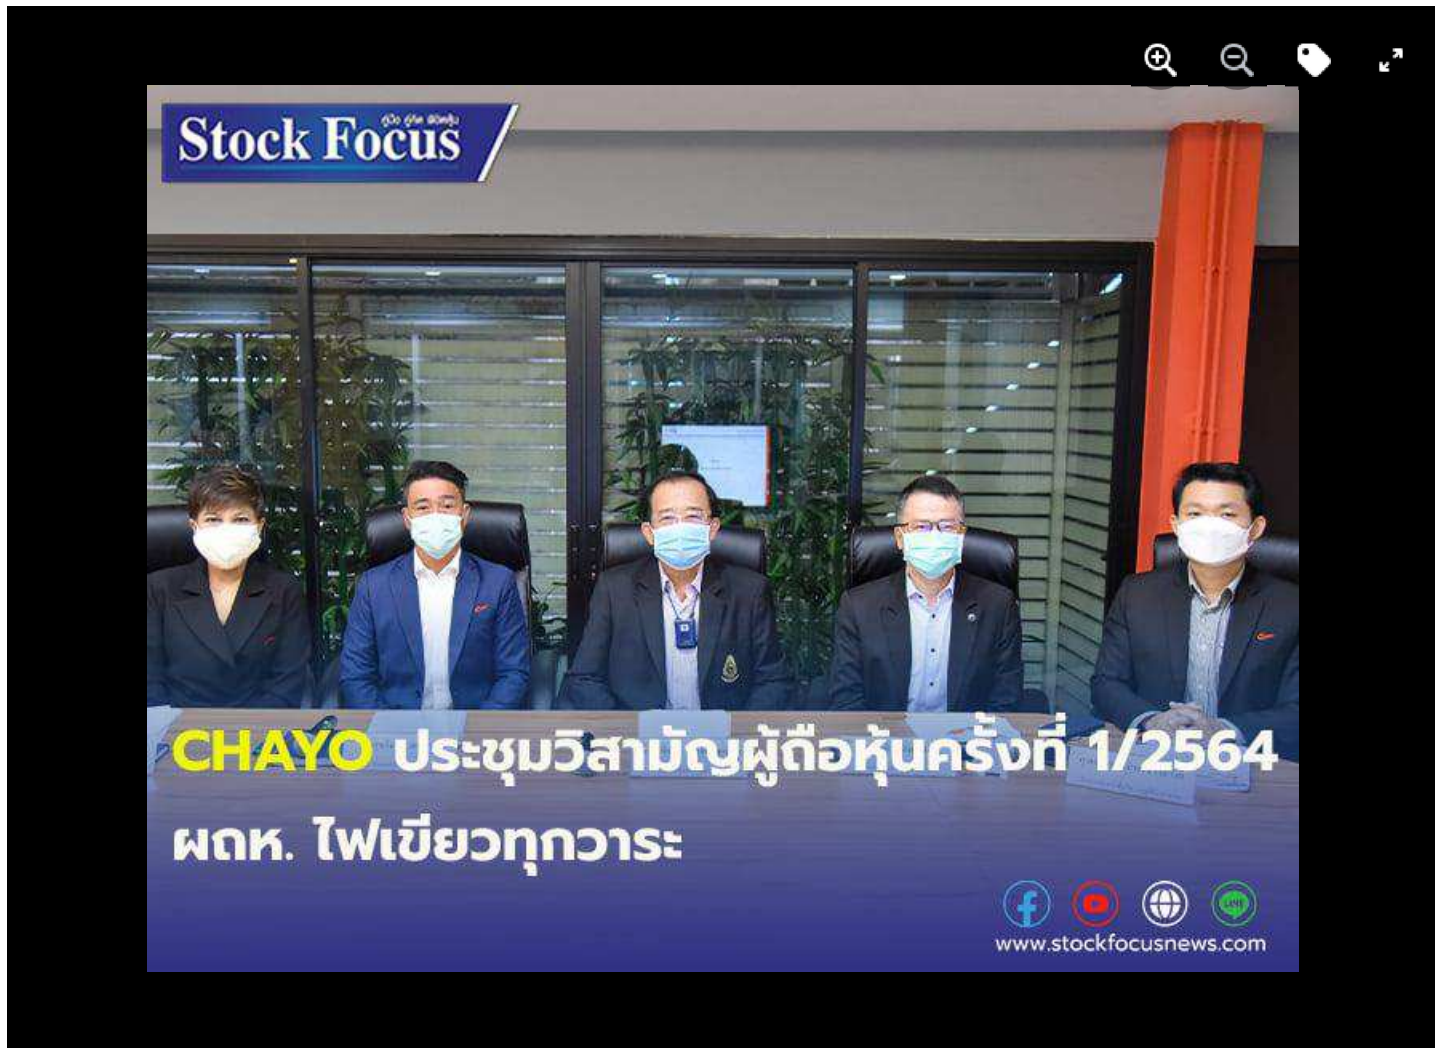 Stock Focus
CHAYO ประชุมวิสามัญผู้ถือหุ้นครั้งที่ 1/2564
ผถห. ไฟเขียวทุกวาระ
LINE
www.stockfocusnews.com